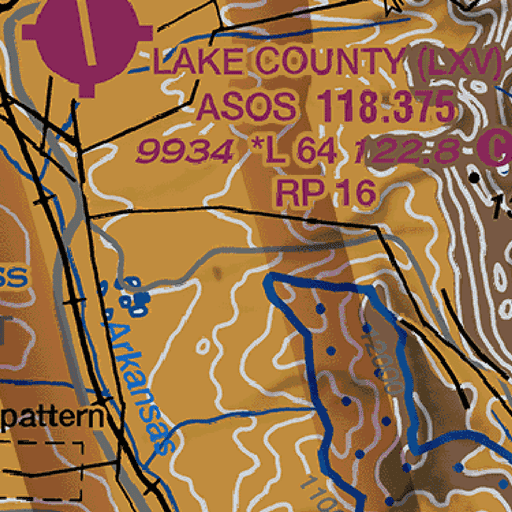 LAKE COUNTY (LXV)
ASOS 118.375
9934 *L 64 122.8 C
RP 16
SS
Arkansas
pattern